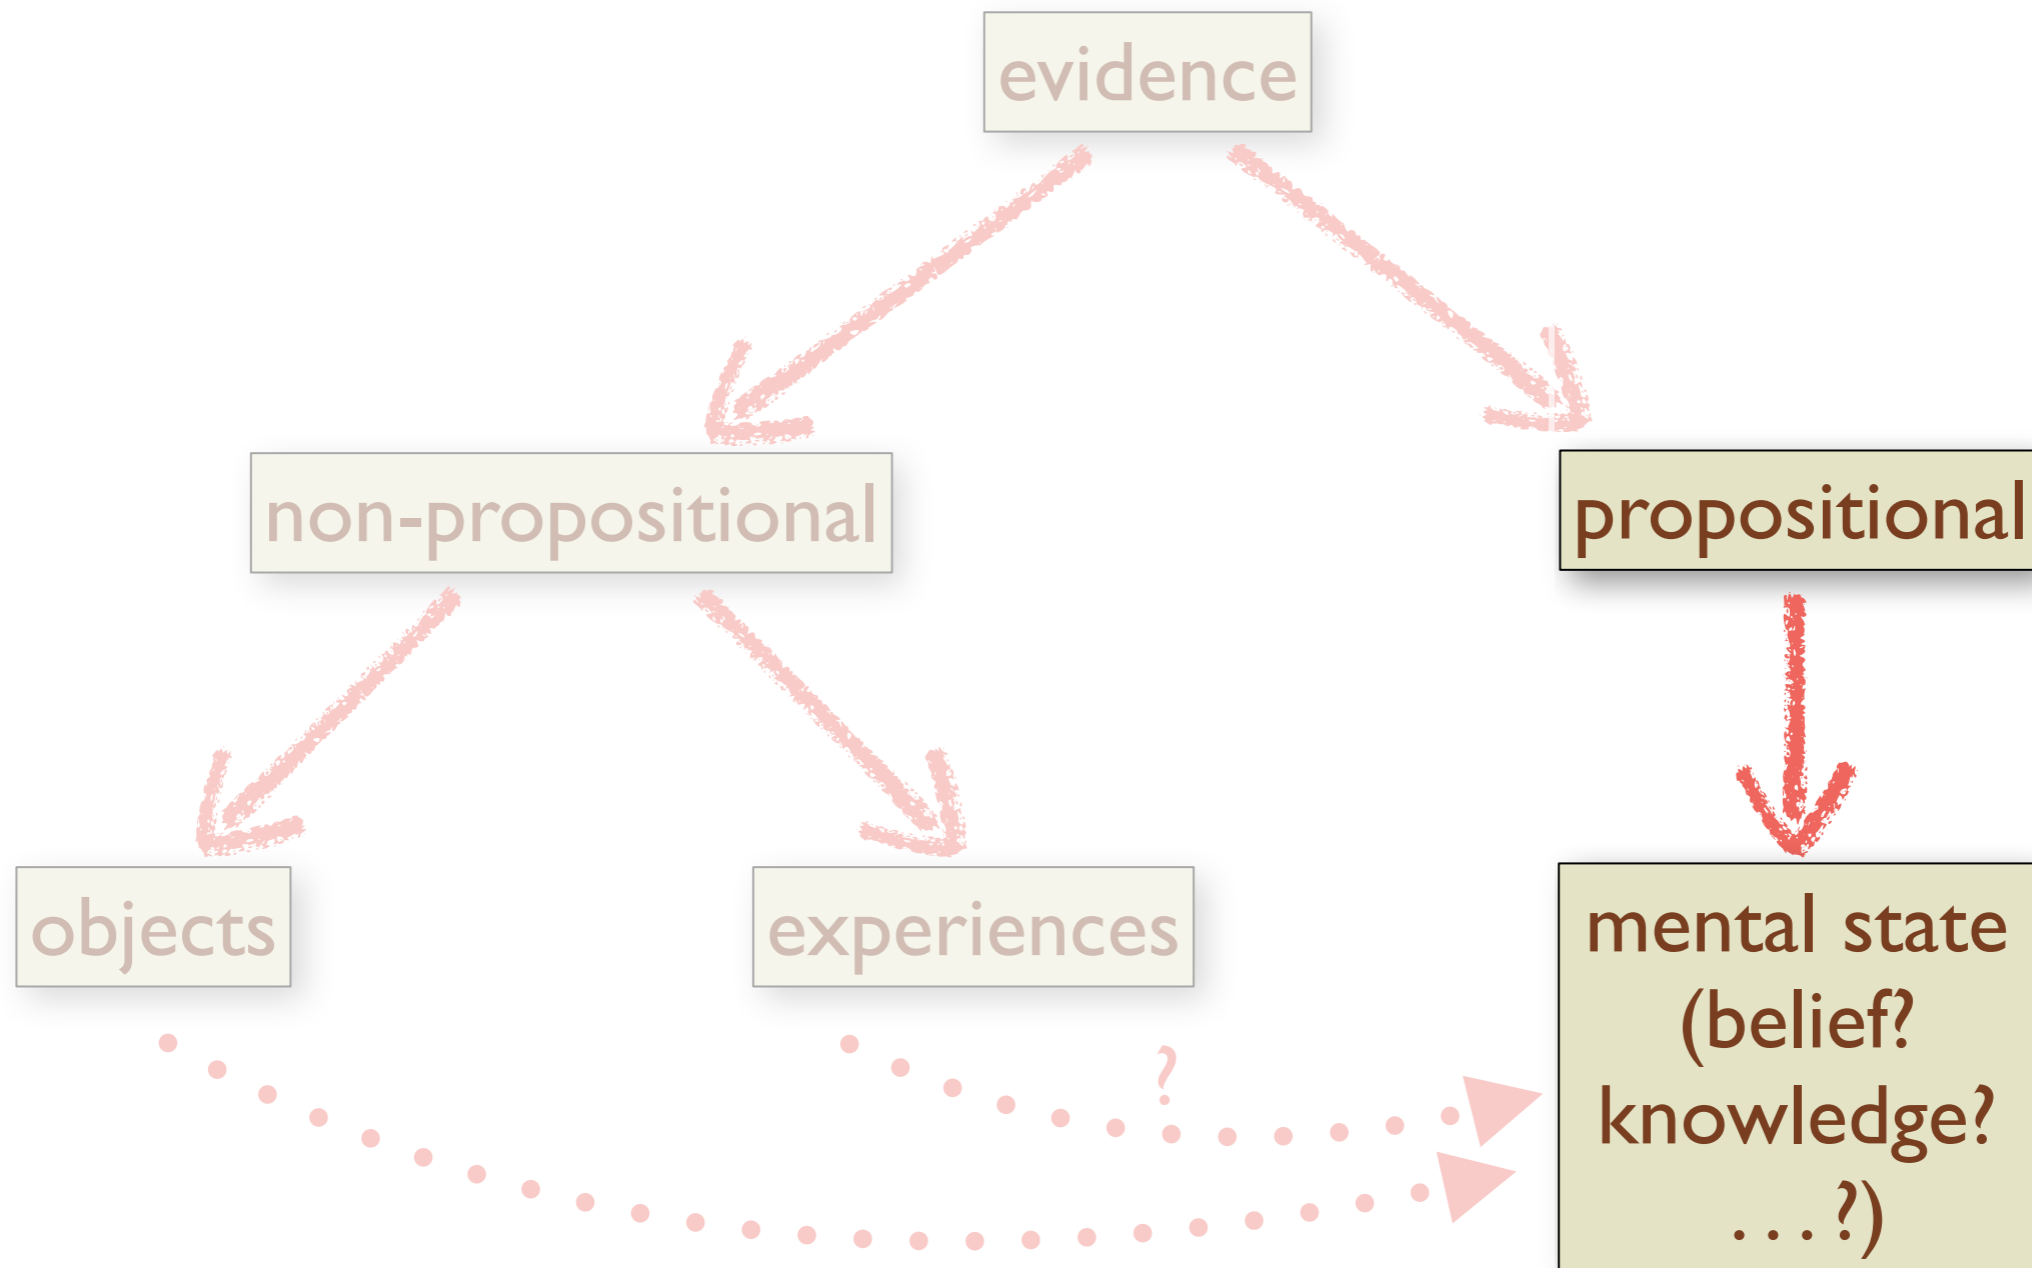 evidence
non-propositional
propositional
objects
experiences
mental state
(belief?
knowledge?
. . . ?)
?